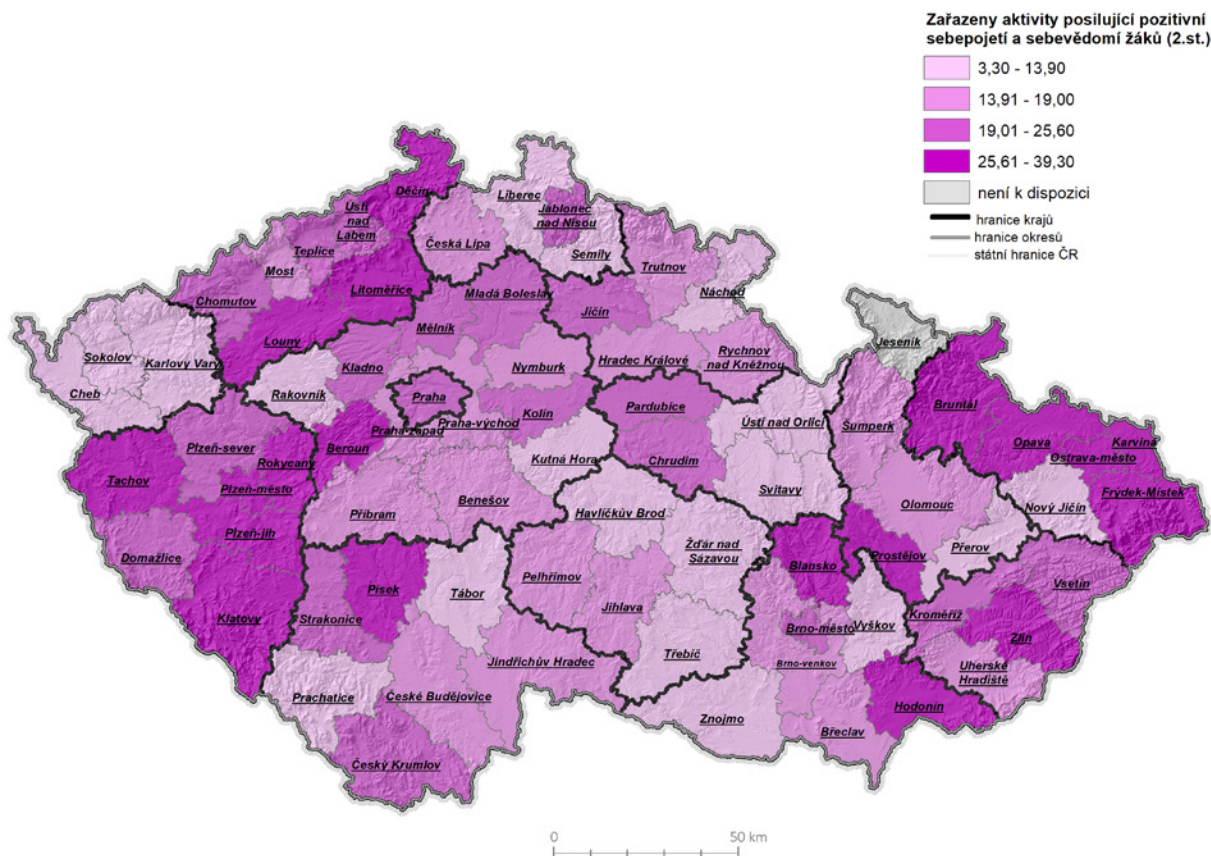 Zařazeny aktivity posilující pozitivní
sebepojetí a sebevědomí žáků (2.st.)
3,30 - 13,90
13,91 - 19,00
19,01 - 25,60
25,61 - 39,30
není k dispozici
hranice krajů
hranice okresů
státní hranice ČR
Děčín
Ústí
nad
Labem
Teplice
Most
Chomutov
Litoměřice
Louny
Liberec
Jablonec
nad Nisou
Semily
Česká Lípa
Trutnov
Náchod
Mladá Boleslav
Jičín
Mělník
Jeseník
Sokolov
Karlovy Vary
Cheb
Rakovník
Kladno
Nymburk
Hradec Králové
Rychnov
nad Kněžnou
Praha
Bruntál
Kolín
Pardubice
Praha-západ
Praha-východ
Ústí nad Orlicí
Šumperk
Beroun
Plzeň-sever
Rokycany
Opava
Karviná
Ostrava-město
Tachov
Plzeň-město
Kutná Hora
Chrudim
Frýdek-Místek
Svitavy
Benešov
Příbram
Olomouc
Nový Jičín
Havlíčkův Brod
Plzeň-jih
Domažlice
Žďár nad
Sázavou
Přerov
Prostějov
Blansko
Písek
Tábor
Pelhřimov
Vsetín
Jihlava
Klatovy
Strakonice
Kroměříž
Brno-město
Vyškov
Zlín
Třebíč
Jindřichův Hradec
Brno-venkov
Uherské
Hradiště
Prachatice
České Budějovice
Hodonín
Znojmo
Břeclav
Český Krumlov
0
50 km